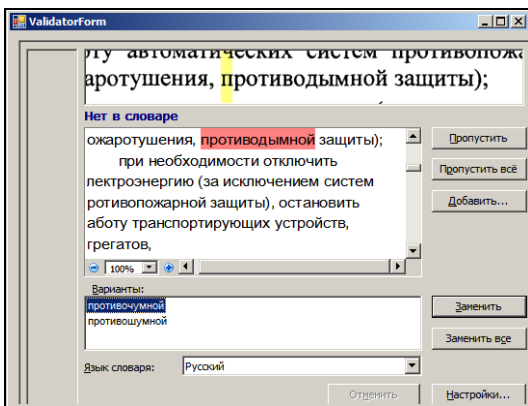 ValidatorForm
оту автоматических систем противопожа
аротушения, противодымной защиты);
Нет в словаре
ожаротушения, противодымной защиты);
при необходимости отключить
лектроэнергию (за исключением систем
ротивопожарной защиты), остановить
аботу транспортирующих устройств,
грегатов,
100%
Пропустить
Пропустить всё
Добавить...
Варианты:
противочумной
противошумной
Заменить
Заменить все
Язык словаря: Русский
Отменить
Настройки...